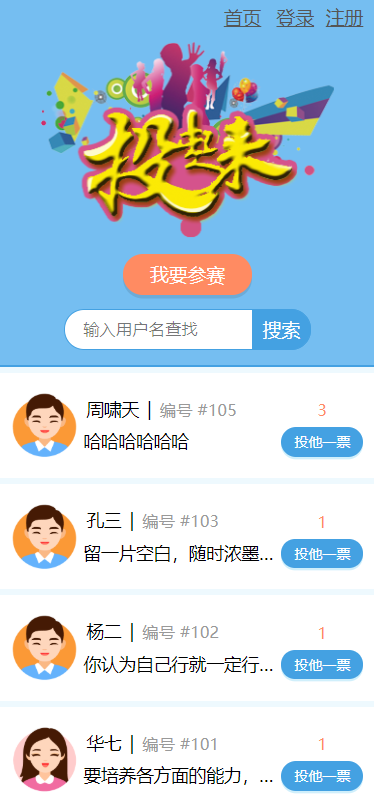 首页 登录 注册
投起来
我要参赛
输入用户名查找 搜索
周啸天 | 编号 #105 3
哈哈哈哈哈哈 投他一票
孔三 | 编号 #103 1
留一片空白，随时浓墨... 投他一票
杨二 | 编号 #102 1
你认为自己行就一定行... 投他一票
华七 | 编号 #101 1
要培养各方面的能力，... 投他一票